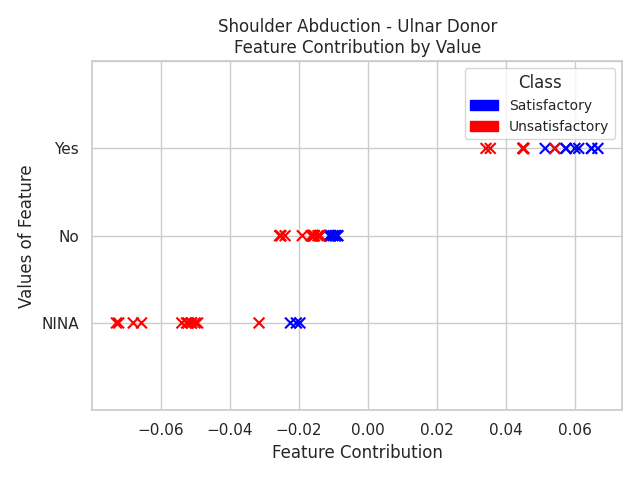 Shoulder Abduction - Ulnar Donor
Feature Contribution by Value
Class
Satisfactory
Unsatisfactory
Values of Feature
Yes
No
NINA
−0.06 −0.04 −0.02 0.00 0.02 0.04 0.06
Feature Contribution